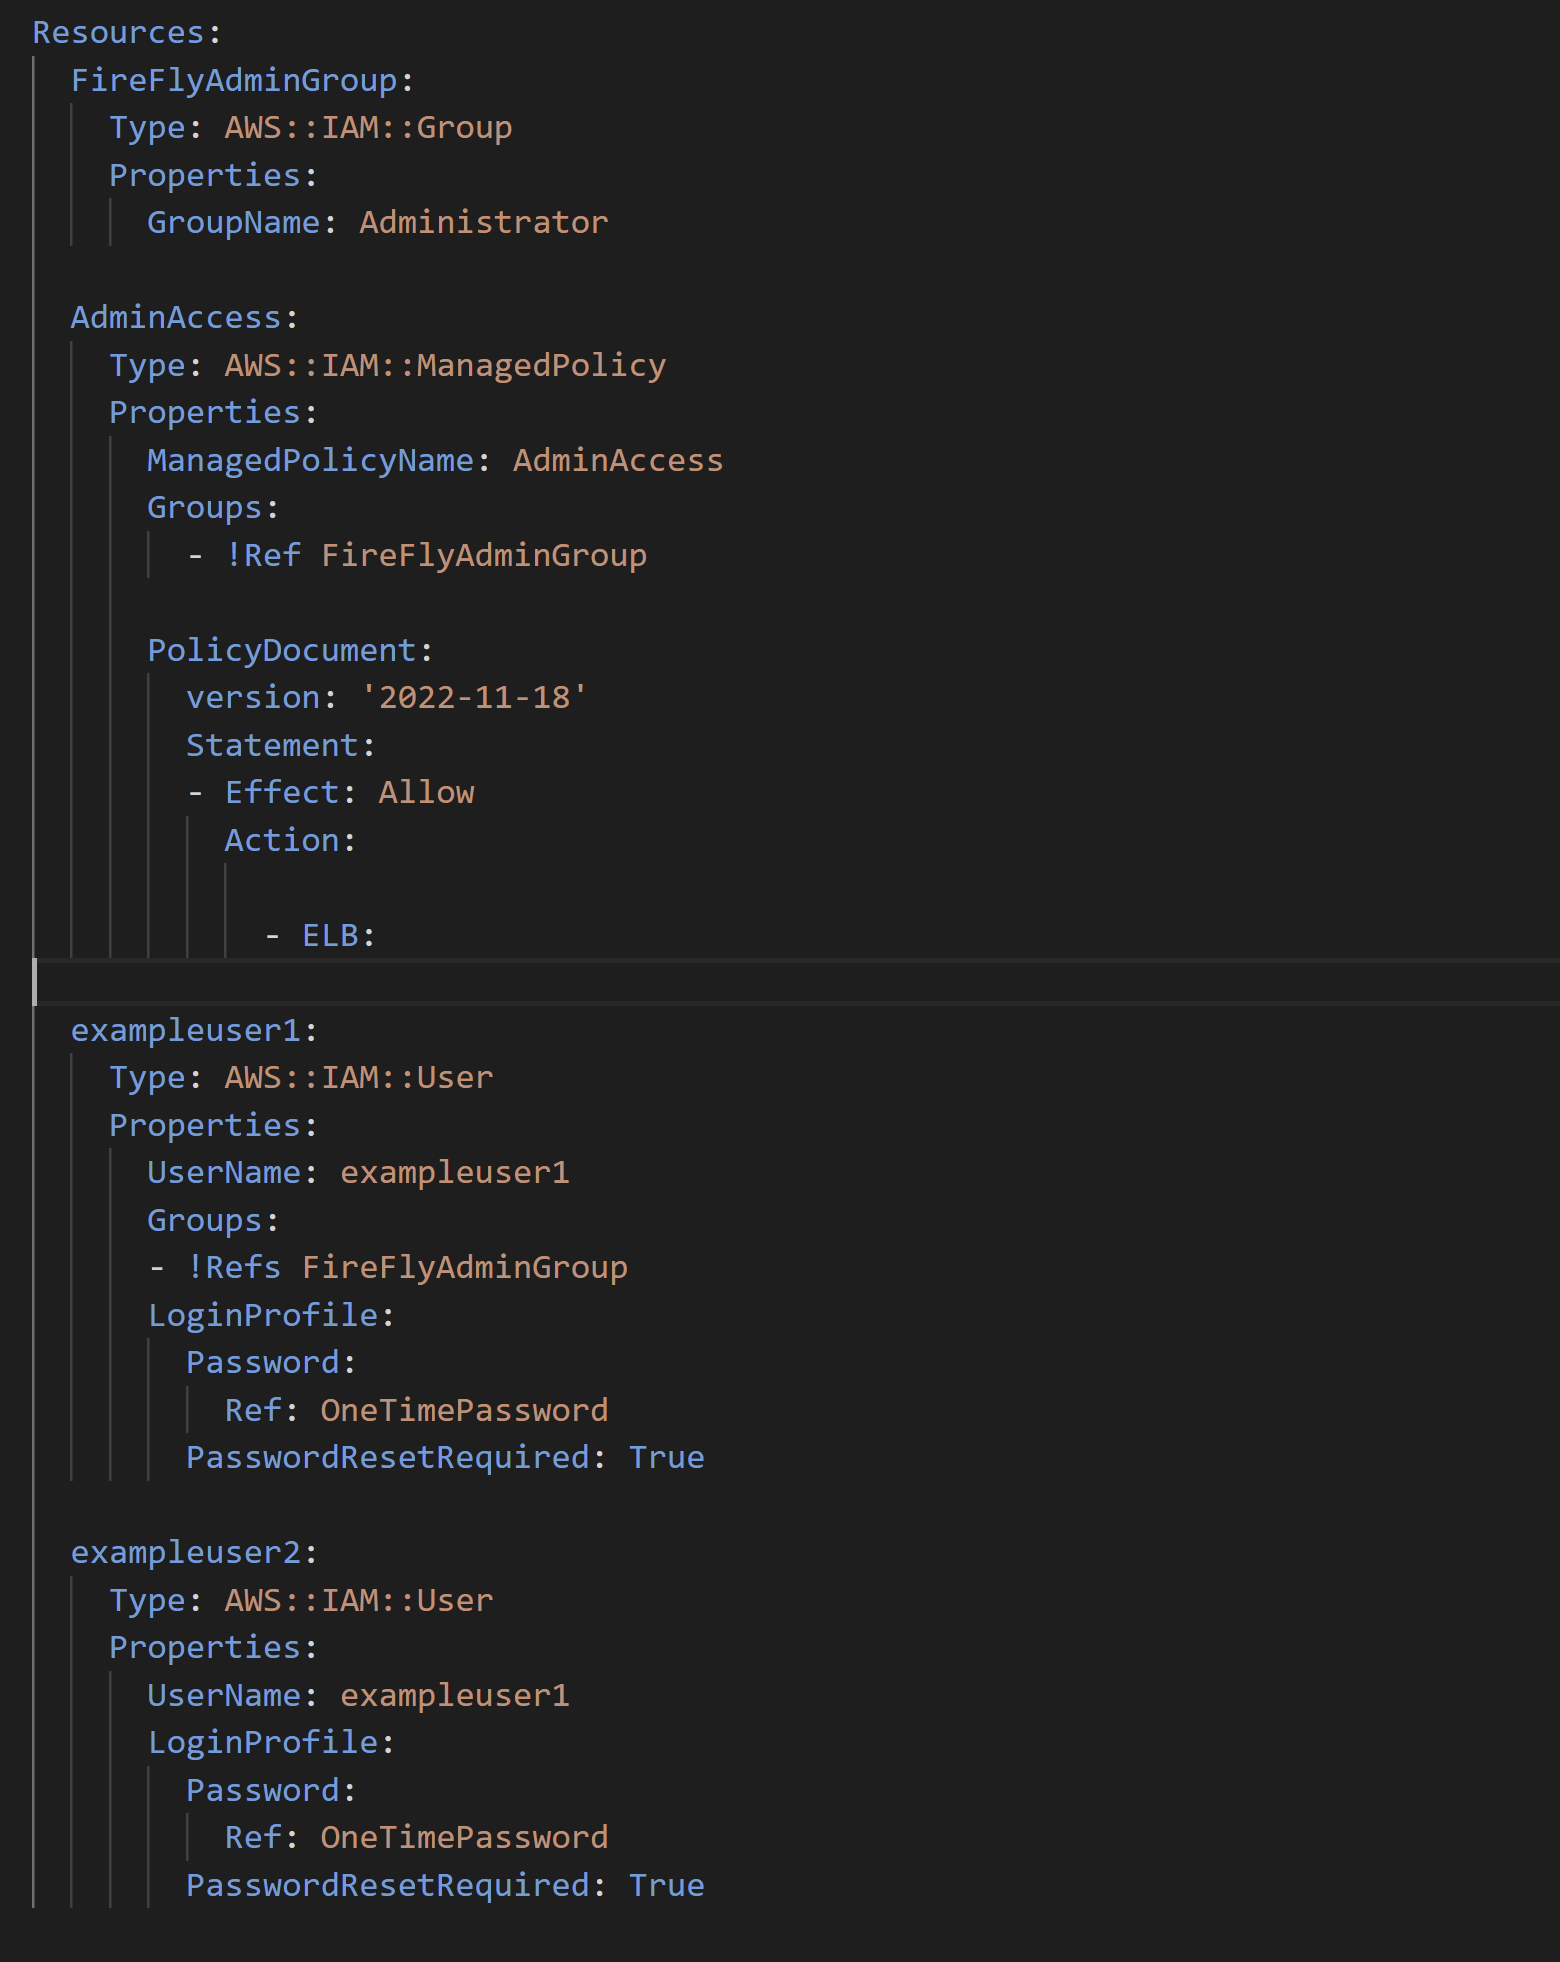 Resources:
  FireFlyAdminGroup:
    Type: AWS::IAM::Group
    Properties:
      GroupName: Administrator

  AdminAccess:
    Type: AWS::IAM::ManagedPolicy
    Properties:
      ManagedPolicyName: AdminAccess
      Groups:
        - !Ref FireFlyAdminGroup

      PolicyDocument:
        version: '2022-11-18'
        Statement:
        - Effect: Allow
          Action:

            - ELB:

  exampleuser1:
    Type: AWS::IAM::User
    Properties:
      UserName: exampleuser1
      Groups:
      - !Refs FireFlyAdminGroup
      LoginProfile:
        Password:
          Ref: OneTimePassword
        PasswordResetRequired: True

  exampleuser2:
    Type: AWS::IAM::User
    Properties:
      UserName: exampleuser1
      LoginProfile:
        Password:
          Ref: OneTimePassword
        PasswordResetRequired: True